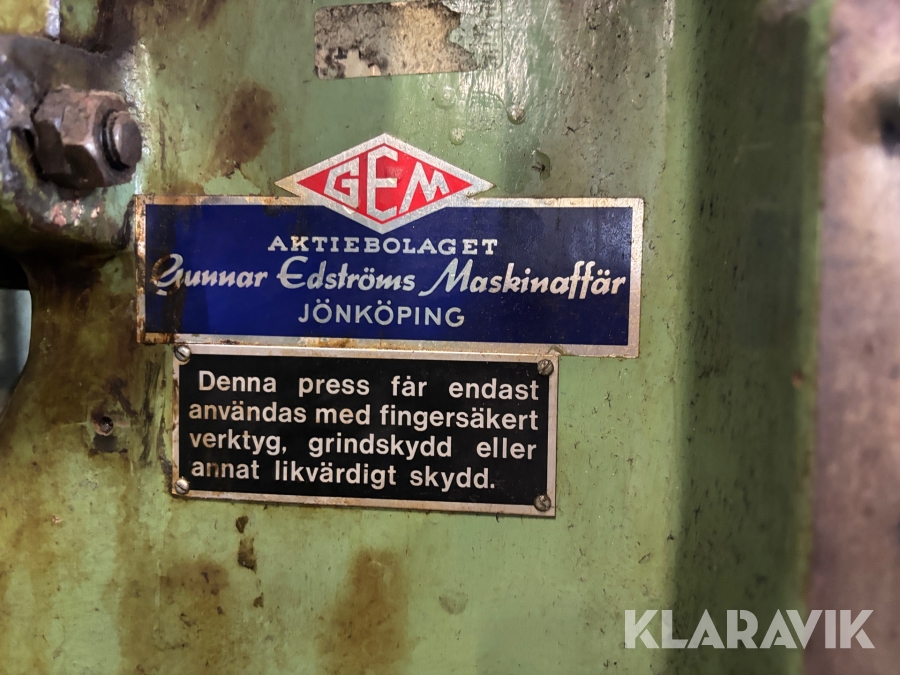 GEM
AKTIEBOLAGET
Gunnar Edströms Maskinaffär
JÖNKÖPING
Denna press får endast
användas med fingersäkert
verktyg, grindskydd eller
annat likvärdigt skydd.
KLARAVIK